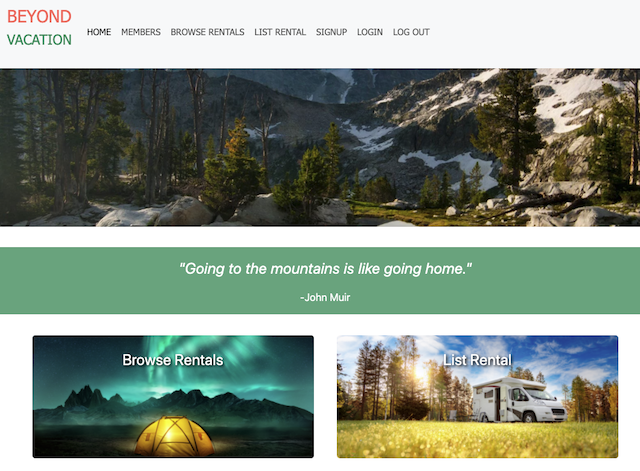 BEYOND
VACATION
HOME MEMBERS BROWSE RENTALS LIST RENTAL SIGNUP LOGIN LOG OUT
"Going to the mountains is like going home."
-John Muir
Browse Rentals
List Rental